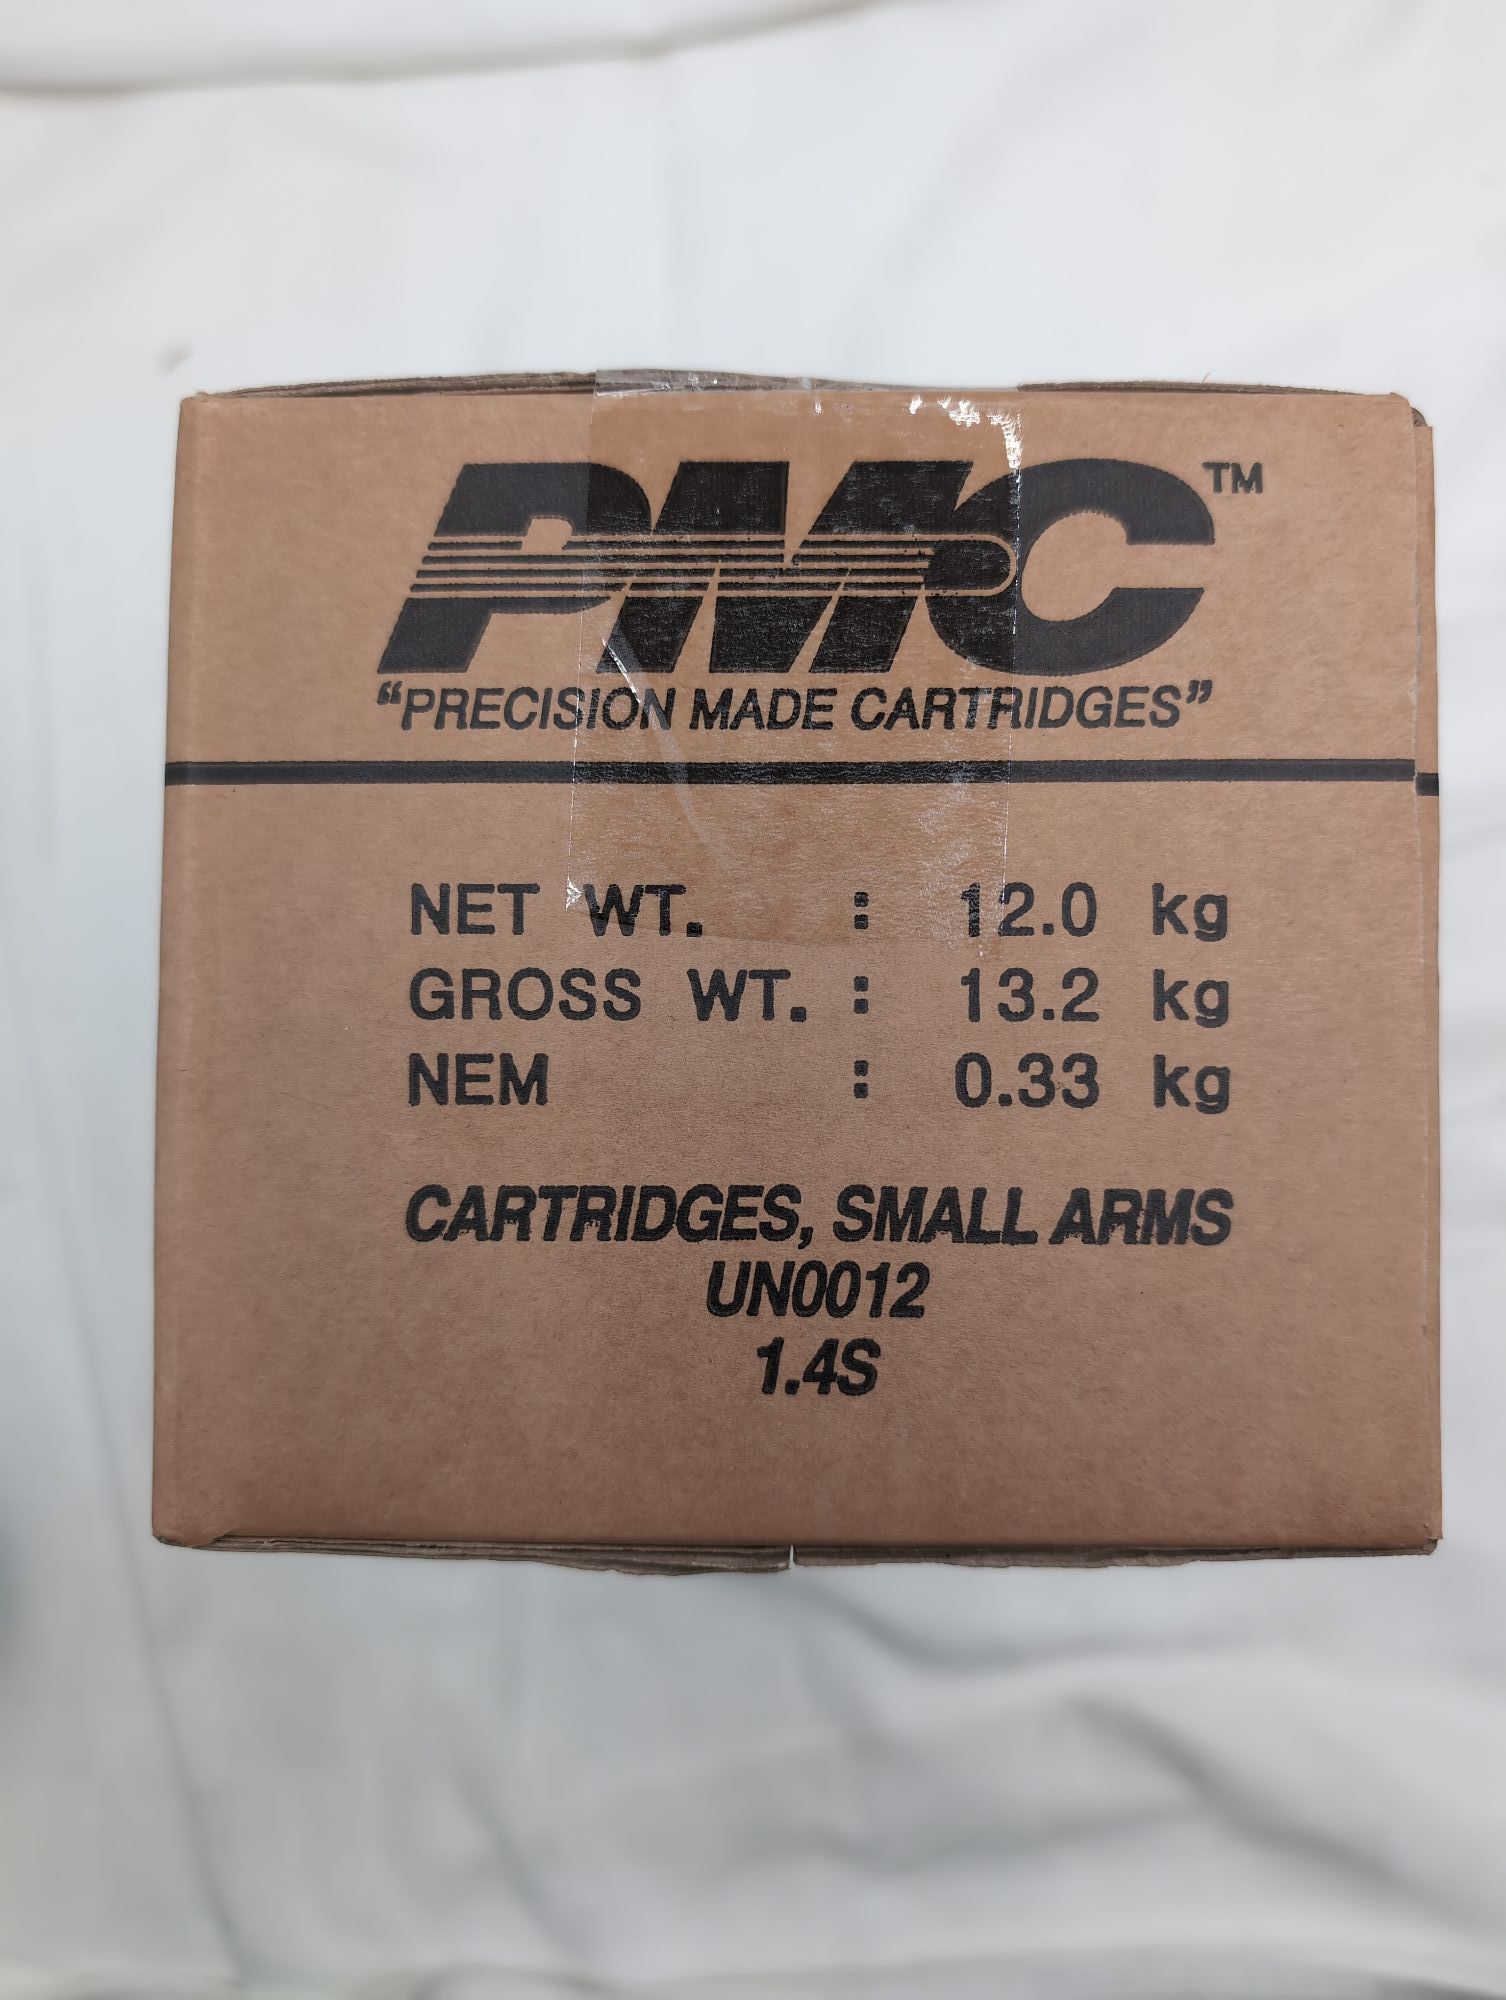 PMC™
“PRECISION MADE CARTRIDGES”
NET WT. : 12.0 kg
GROSS WT. : 13.2 kg
NEM : 0.33 kg
CARTRIDGES, SMALL ARMS
UN0012
1.4S